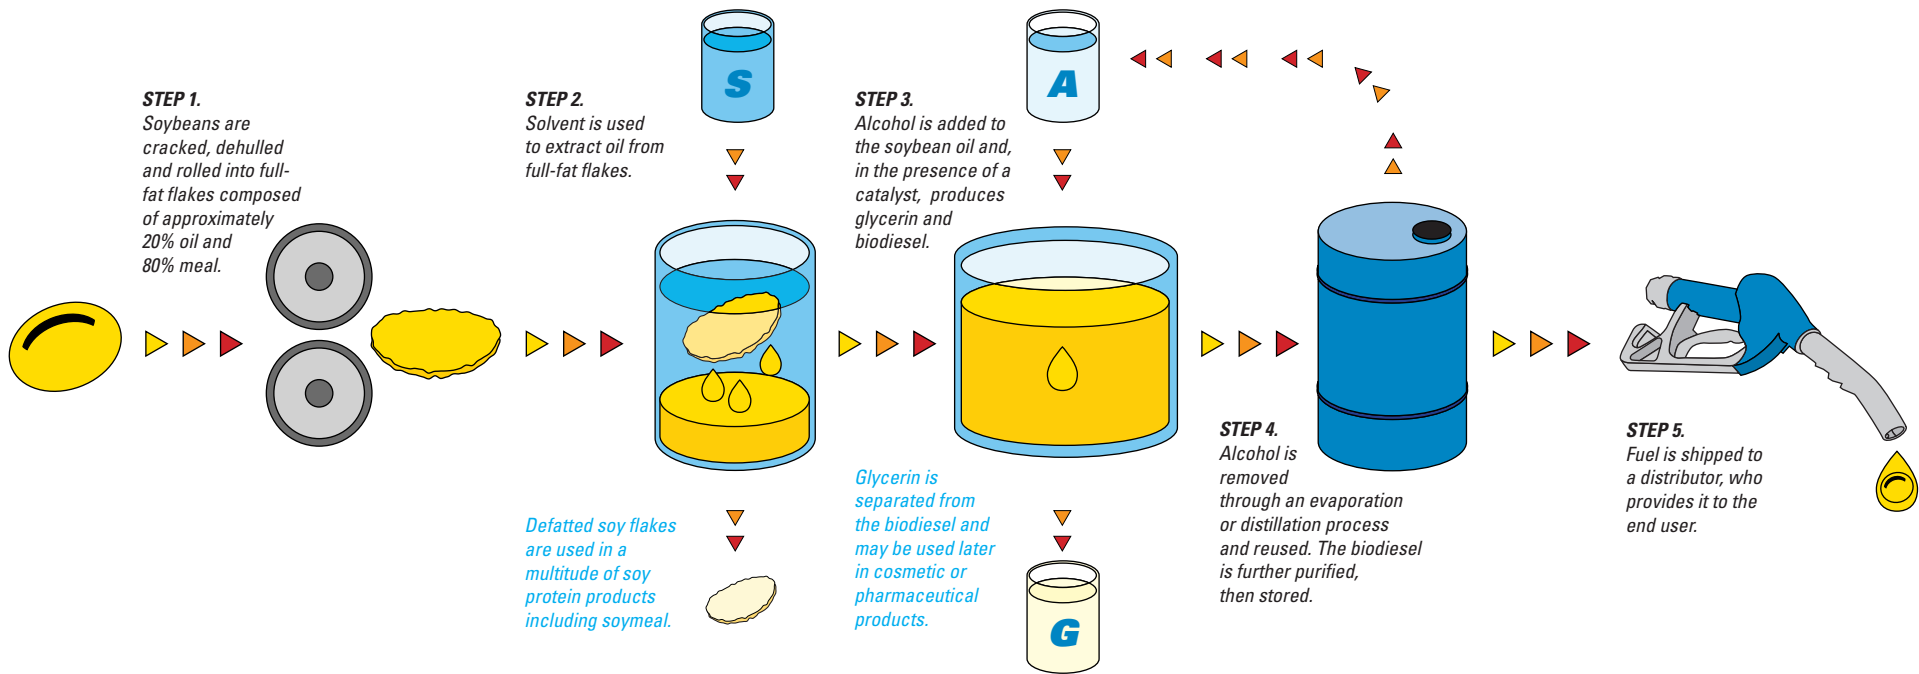 STEP 1.
Soybeans are
cracked, dehulled
and rolled into full-
fat flakes composed
of approximately
20% oil and
80% meal.
STEP 2.
Solvent is used
to extract oil from
full-fat flakes.
S
Defatted soy flakes
are used in a
multitude of soy
protein products
including soymeal.
STEP 3.
Alcohol is added to
the soybean oil and,
in the presence of a
catalyst, produces
glycerin and
biodiesel.
A
Glycerin is
separated from
the biodiesel and
may be used later
in cosmetic or
pharmaceutical
products.
G
STEP 4.
Alcohol is
removed
through an evaporation
or distillation process
and reused. The biodiesel
is further purified,
then stored.
STEP 5.
Fuel is shipped to
a distributor, who
provides it to the
end user.